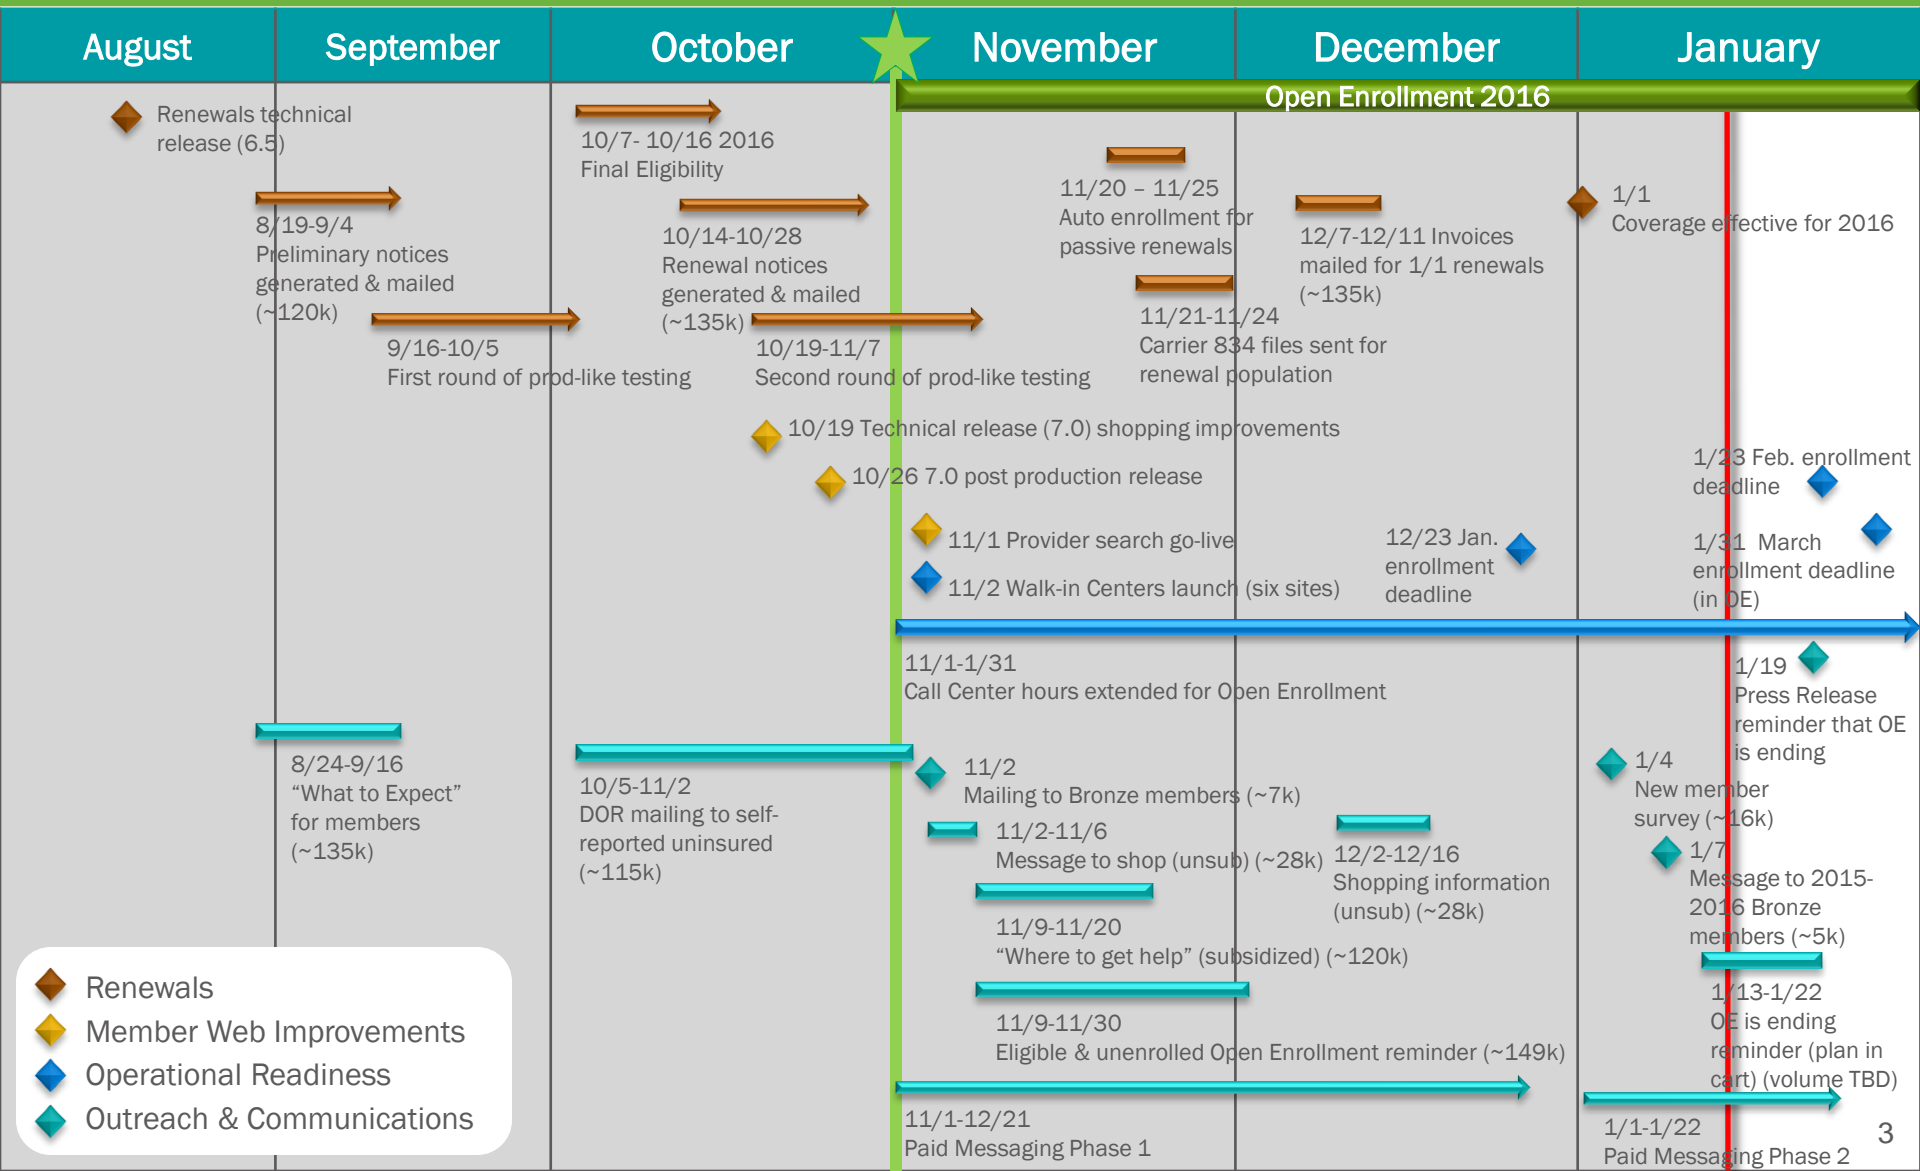 August
September
October
November
December
January
Open Enrollment 2016
Renewals technical
release (6.5)
8/19-9/4
Preliminary notices
generated & mailed
(~120k)
9/16-10/5
First round of prod-like testing
10/7- 10/16 2016
Final Eligibility
10/14-10/28
Renewal notices
generated & mailed
(~135k)
10/19-11/7
Second round of prod-like testing
11/20 – 11/25
Auto enrollment for
passive renewals
11/21-11/24
Carrier 834 files sent for
renewal population
12/7-12/11 Invoices
mailed for 1/1 renewals
(~135k)
1/1
Coverage effective for 2016
10/19 Technical release (7.0) shopping improvements
10/26 7.0 post production release
11/1 Provider search go-live
11/2 Walk-in Centers launch (six sites)
12/23 Jan.
enrollment
deadline
1/23 Feb. enrollment
deadline
1/31  March
enrollment deadline
(in OE)
11/1-1/31
Call Center hours extended for Open Enrollment
1/19
Press Release
reminder that OE
is ending
8/24-9/16
“What to Expect”
for members
(~135k)
10/5-11/2
DOR mailing to self-
reported uninsured
(~115k)
11/2
Mailing to Bronze members (~7k)
11/2-11/6
Message to shop (unsub) (~28k)
12/2-12/16
Shopping information
(unsub) (~28k)
1/4
New member
survey (~16k)
1/7
Message to 2015-
2016 Bronze
members (~5k)
11/9-11/20
“Where to get help” (subsidized) (~120k)
11/9-11/30
Eligible & unenrolled Open Enrollment reminder (~149k)
1/13-1/22
OE is ending
reminder (plan in
cart) (volume TBD)
11/1-12/21
Paid Messaging Phase 1
1/1-1/22
Paid Messaging Phase 2
Renewals
Member Web Improvements
Operational Readiness
Outreach & Communications
3